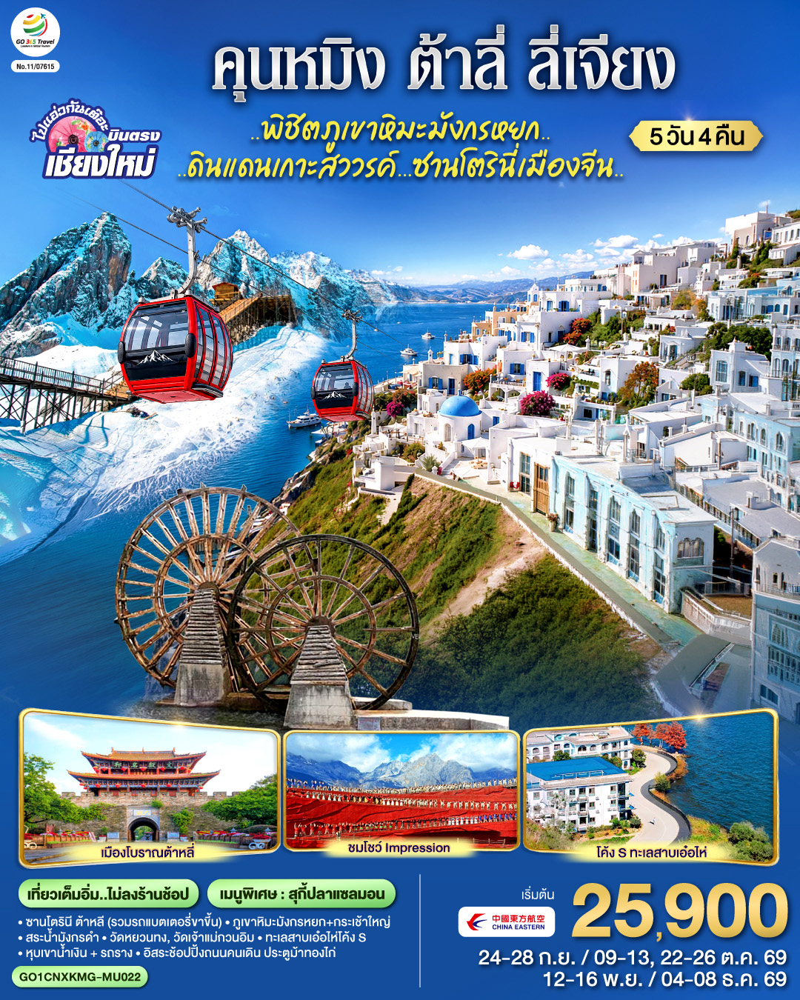 GO 365 Travel
Leaders in Global Tourism
No.11/07615
คุนหมิง ต้าลี่ ลี่เจียง
ไปแอ่วกันเต๊อะ
บินตรง
เชียงใหม่
..พิชิตภูเขาหิมะมังกรหยก..
..ดินแดนเกาะสววรค์...ซานโตรินี่เมืองจีน..
5 วัน 4 คืน
文献名邦
เมืองโบราณต้าหลี่
ชมโชว์ Impression
โค้ง S ทะเลสาบเอ๋อไห่
เที่ยวเต็มอิ่ม..ไม่ลงร้านช้อป
เมนูพิเศษ : สุกี้ปลาแซลมอน
• ซานโตรินี ต้าหลี่ (รวมรถแบตเตอรี่ขาขึ้น) • ภูเขาหิมะมังกรหยก+กระเช้าใหญ่
• สระน้ำมังกรดำ • วัดหยวนทง, วัดเจ้าแม่กวนอิม • ทะเลสาบเอ๋อไห่โค้ง S
• หุบเขาน้ำเงิน + รถราง • อิสระช้อปปิ้งถนนคนเดิน ประตูม้าทองไก่
GO1CNXKMG-MU022
เริ่มต้น
中國東方航空
CHINA EASTERN
25,900
24-28 ก.ย. / 09-13, 22-26 ต.ค. 69
12-16 พ.ย. / 04-08 ธ.ค. 69